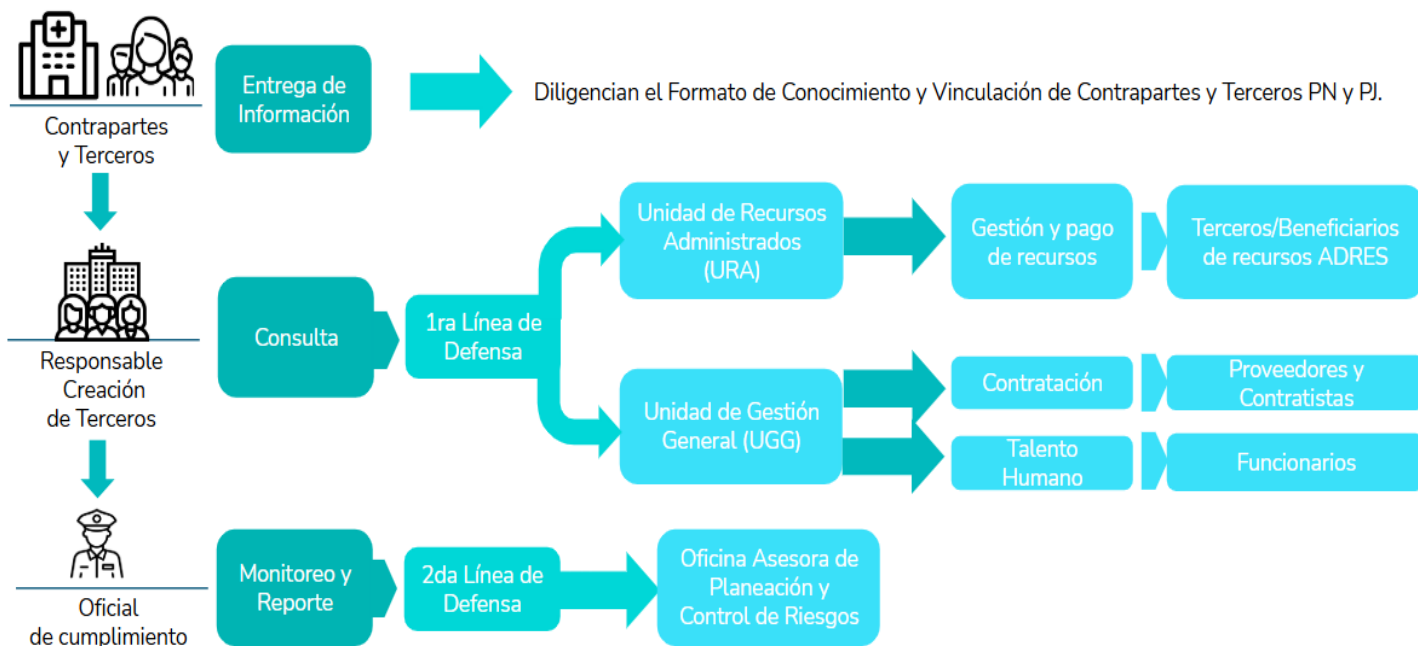 Contrapartes
y Terceros
Entrega de
Información
Diligencian el Formato de Conocimiento y Vinculación de Contrapartes y Terceros PN y PJ.
Responsable
Creación
de Terceros
Consulta
1ra Línea de
Defensa
Unidad de Recursos
Administrados
(URA)
Gestión y pago
de recursos
Terceros/Beneficiarios
de recursos ADRES
Unidad de Gestión
General (UGG)
Contratación
Proveedores y
Contratistas
Talento
Humano
Funcionarios
Oficial
de cumplimiento
Monitoreo y
Reporte
2da Línea de
Defensa
Oficina Asesora de
Planeación y
Control de Riesgos